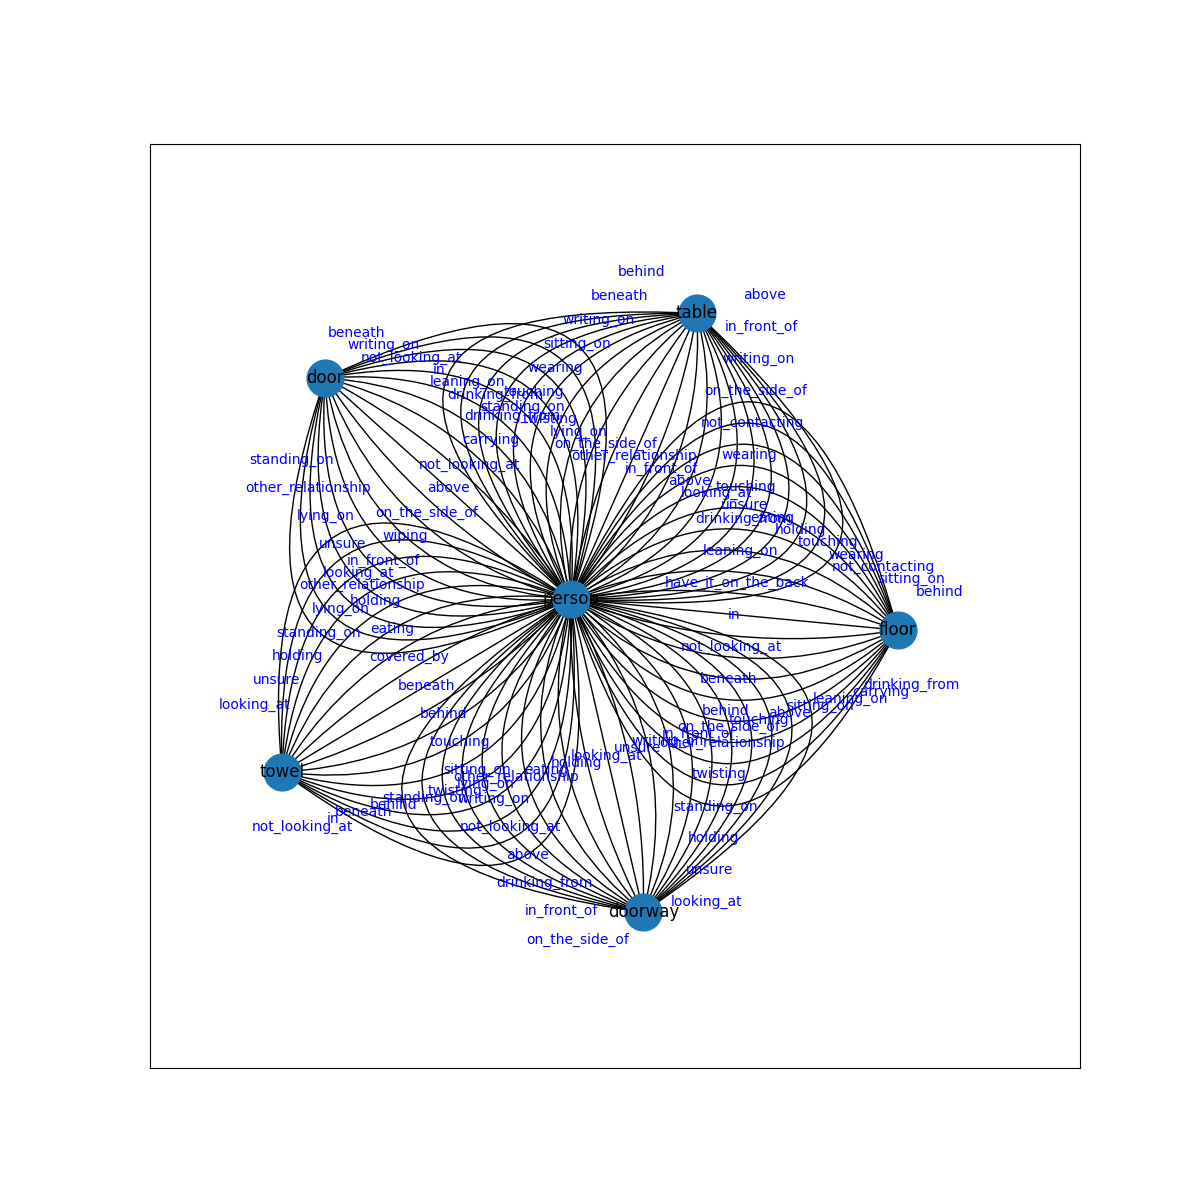 behind
above
beneath
table
writing_on
in_front_of
beneath
writing_on
sitting_on
not_looking_at
writing_on
in
wearing
door
leaning_on
touching
on_the_side_of
drinking_from
standing_on
drinking_from
twisting
not_contacting
lying_on
carrying
on_the_side_of
other_relationship
wearing
standing_on
not_looking_at
in_front_of
above
other_relationship
above
touching
looking_at
unsure
lying_on
on_the_side_of
drinking_from
eating
holding
wiping
unsure
touching
leaning_on
wearing
in_front_of
not_contacting
looking_at
sitting_on
other_relationship
have_it_on_the_back
behind
holding
person
lying_on
in
eating
floor
standing_on
not_looking_at
holding
covered_by
unsure
beneath
beneath
drinking_from
carrying
looking_at
leaning_on
sitting_on
behind
behind
above
touching
on_the_side_of
in_front_of
touching
writing_on
other_relationship
unsure
looking_at
holding
towel
sitting_on
eating
twisting
other_relationship
lying_on
twisting
standing_on
writing_on
behind
standing_on
beneath
in
not_looking_at
not_looking_at
holding
above
unsure
drinking_from
looking_at
in_front_of
doorway
on_the_side_of